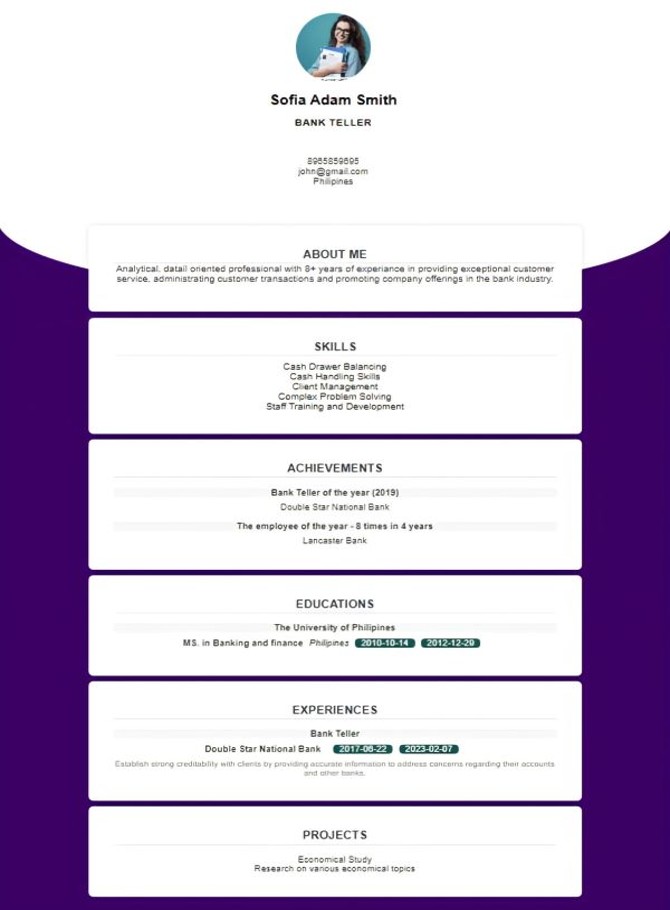 Sofia Adam Smith
BANK TELLER
8965859695
john@gmail.com
Philipines
ABOUT ME
Analytical, datail oriented professional with 8+ years of experiance in providing exceptional customer
service, administrating customer transactions and promoting company offerings in the bank industry.
SKILLS
Cash Drawer Balancing
Cash Handling Skills
Client Management
Complex Problem Solving
Staff Training and Development
ACHIEVEMENTS
Bank Teller of the year (2019)
Double Star National Bank
The employee of the year - 8 times in 4 years
Lancaster Bank
EDUCATIONS
The University of Philipines
MS. in Banking and finance Philipines 2010-10-14 2012-12-29
EXPERIENCES
Bank Teller
Double Star National Bank 2017-06-22 2023-02-07
Establish strong creditability with clients by providing accurate information to address concerns regarding their accounts
and other banks.
PROJECTS
Economical Study
Research on various economical topics